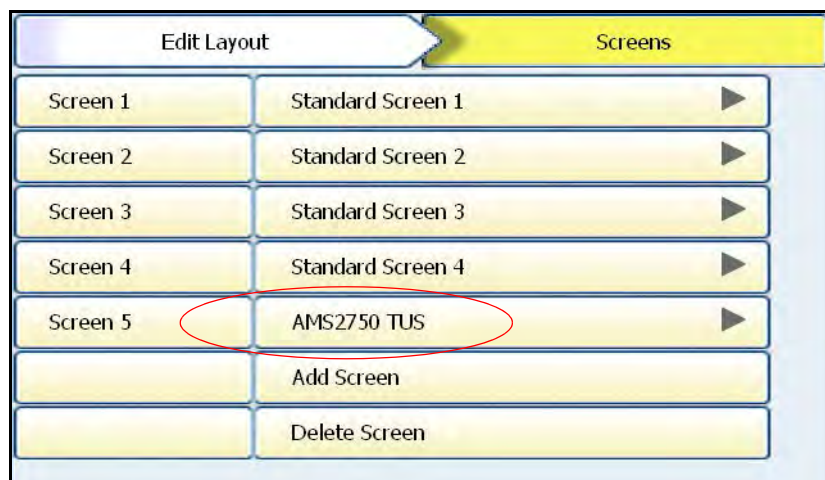 Edit Layout Screens
Screen 1 Standard Screen 1
Screen 2 Standard Screen 2
Screen 3 Standard Screen 3
Screen 4 Standard Screen 4
Screen 5 AMS2750 TUS
Add Screen
Delete Screen